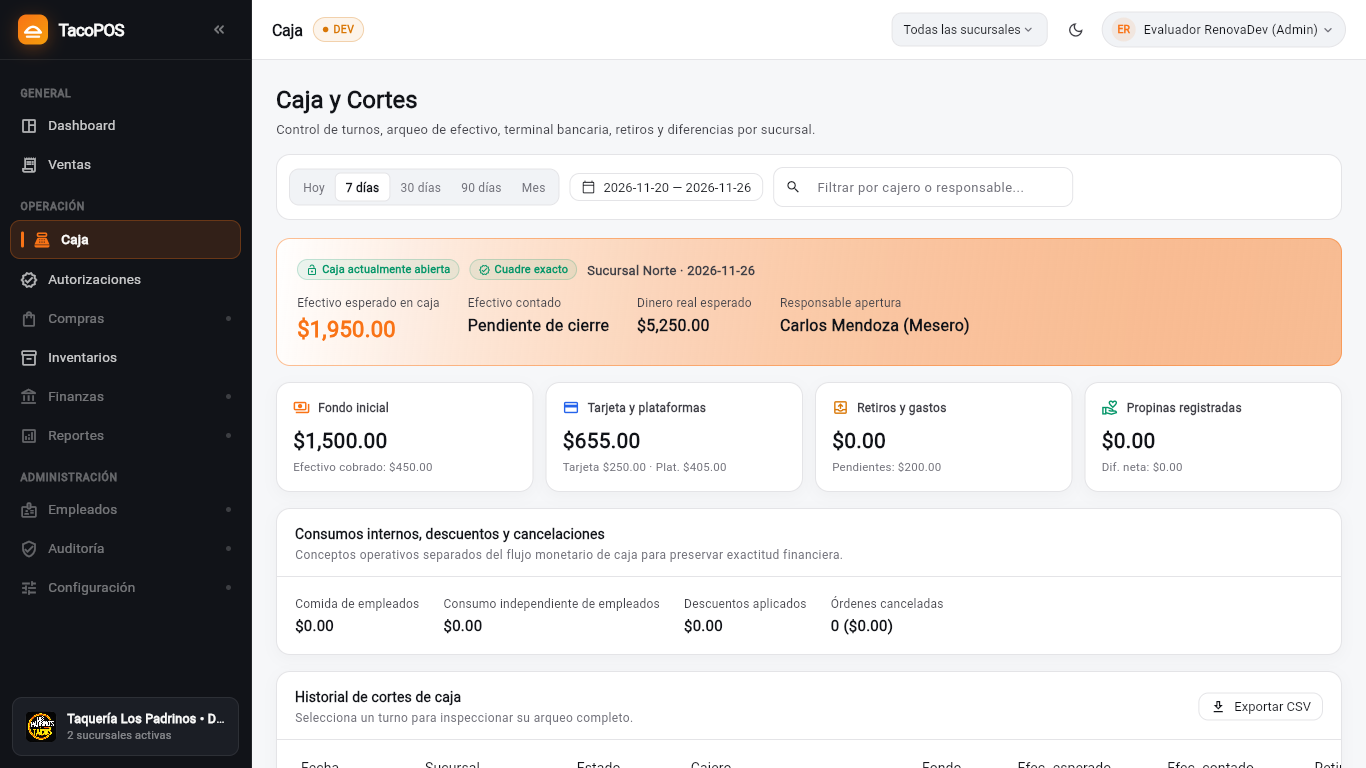 TacoPOS
Caja
DEV
Todas las sucursales
ER
Evaluador RenovaDev (Admin)
GENERAL
Dashboard
Ventas
OPERACIÓN
Caja
Autorizaciones
Compras
Inventarios
Finanzas
Reportes
ADMINISTRACIÓN
Empleados
Auditoría
Configuración
Taquería Los Padrinos • D...
2 sucursales activas
Caja y Cortes
Control de turnos, arqueo de efectivo, terminal bancaria, retiros y diferencias por sucursal.
Hoy 7 días 30 días 90 días Mes
2026-11-20 — 2026-11-26
Filtrar por cajero o responsable...
Caja actualmente abierta
Cuadre exacto
Sucursal Norte · 2026-11-26
Efectivo esperado en caja
$1,950.00
Efectivo contado
Pendiente de cierre
Dinero real esperado
$5,250.00
Responsable apertura
Carlos Mendoza (Mesero)
Fondo inicial
$1,500.00
Efectivo cobrado: $450.00
Tarjeta y plataformas
$655.00
Tarjeta $250.00 · Plat. $405.00
Retiros y gastos
$0.00
Pendientes: $200.00
Propinas registradas
$0.00
Dif. neta: $0.00
Consumos internos, descuentos y cancelaciones
Conceptos operativos separados del flujo monetario de caja para preservar exactitud financiera.
Comida de empleados
$0.00
Consumo independiente de empleados
$0.00
Descuentos aplicados
$0.00
Órdenes canceladas
0 ($0.00)
Historial de cortes de caja
Selecciona un turno para inspeccionar su arqueo completo.
Exportar CSV
Fecha Sucursal Estado Cajero Fondo Efec. esperado Efec. contado